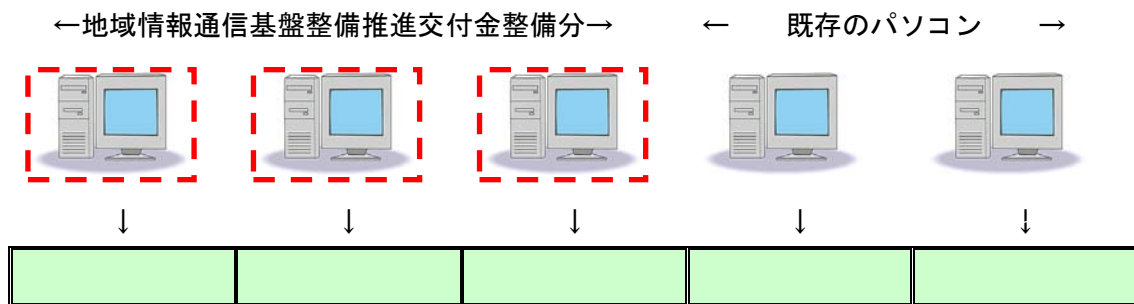 ←地域情報通信基盤整備推進交付金整備分→ ← 既存のパソコン →
↓ ↓ ↓ ↓ ↓